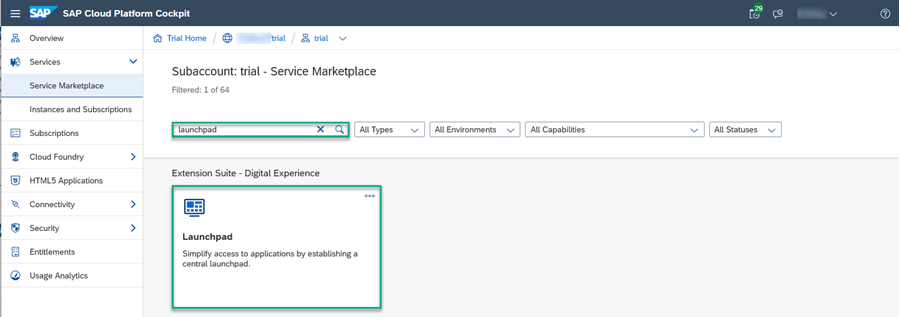 SAP SAP Cloud Platform Cockpit 29
Overview
Services
Service Marketplace
Instances and Subscriptions
Subscriptions
Cloud Foundry
HTML5 Applications
Connectivity
Security
Entitlements
Usage Analytics
Trial Home / trial / trial
Subaccount: trial - Service Marketplace
Filtered: 1 of 64
launchpad All Types All Environments All Capabilities All Statuses
Extension Suite - Digital Experience
Launchpad
Simplify access to applications by establishing a
central launchpad.